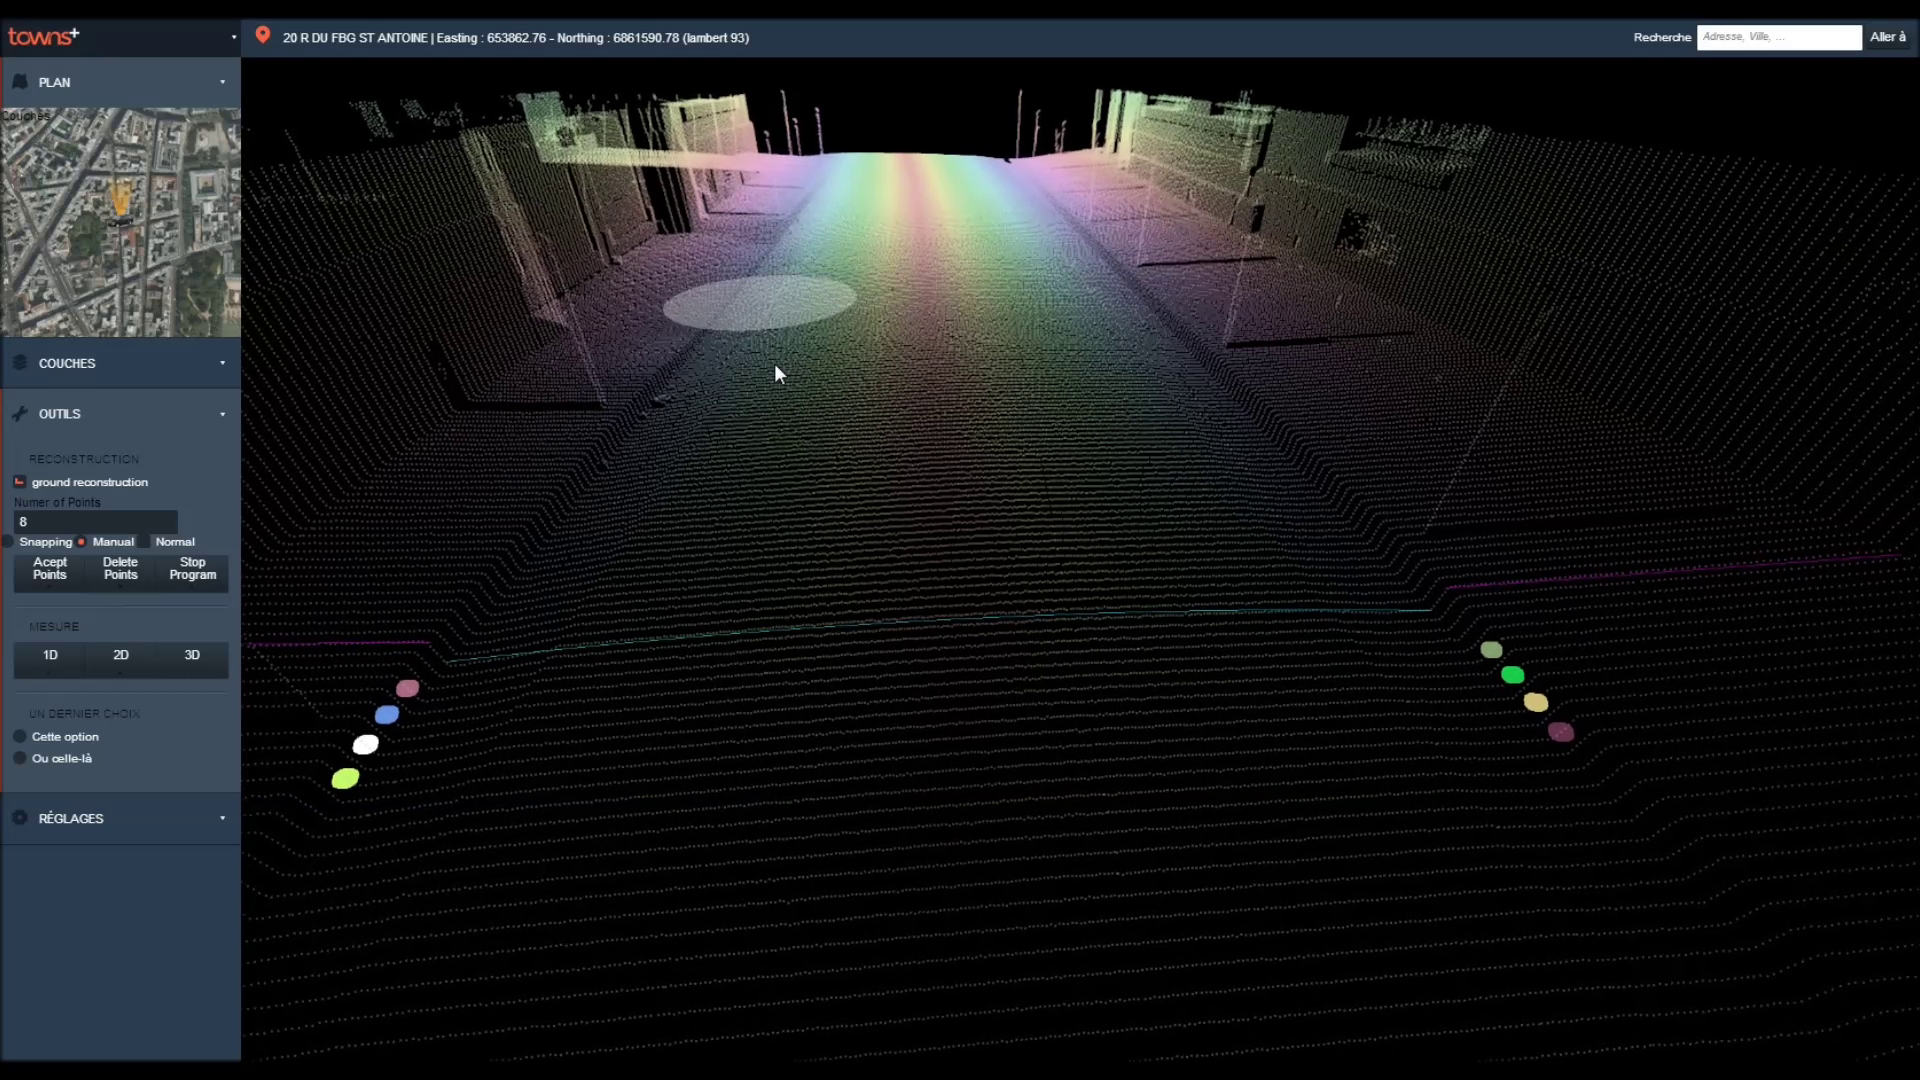 towns+
20 R DU FBG ST ANTOINE | Easting : 653862.76 - Northing : 6861590.78 (lambert 93)
Recherche
Adresse, Ville, ...
Aller à
PLAN
Couches
COUCHES
OUTILS
RECONSTRUCTION
ground reconstruction
Numer of Points
8
Snapping Manual Normal
Acept Points
Delete Points
Stop Program
MESURE
1D 2D 3D
UN DERNIER CHOIX
Cette option
Ou celle-là
RÉGLAGES